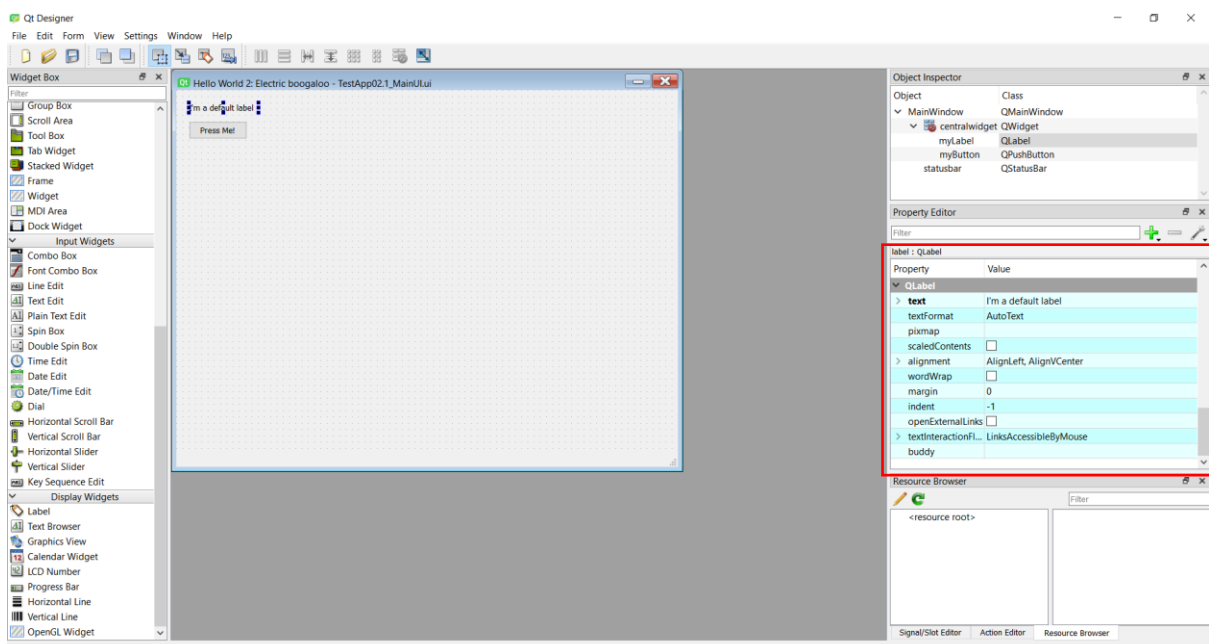 Qt Designer
File Edit Form View Settings Window Help
Widget Box
Filter
Group Box
Scroll Area
Tool Box
Tab Widget
Stacked Widget
Frame
Widget
MDI Area
Dock Widget
Input Widgets
Combo Box
Font Combo Box
Line Edit
Text Edit
Plain Text Edit
Spin Box
Double Spin Box
Time Edit
Date Edit
Date/Time Edit
Dial
Horizontal Scroll Bar
Vertical Scroll Bar
Horizontal Slider
Vertical Slider
Key Sequence Edit
Display Widgets
Label
Text Browser
Graphics View
Calendar Widget
LCD Number
Progress Bar
Horizontal Line
Vertical Line
OpenGL Widget
Hello World 2: Electric boogaloo - TestApp02.1_MainUI.ui
I'm a default label
Press Me!
Object Inspector
Object Class
MainWindow QMainWindow
centralwidget QWidget
myLabel QLabel
myButton QPushButton
statusbar QStatusBar
Property Editor
Filter
label : QLabel
Property Value
QLabel
text I'm a default label
textFormat AutoText
pixmap
scaledContents
alignment AlignLeft, AlignVCenter
wordWrap
margin 0
indent -1
openExternalLinks
textInteractionFl... LinksAccessibleByMouse
buddy
Resource Browser
Filter
<resource root>
Signal/Slot Editor Action Editor Resource Browser